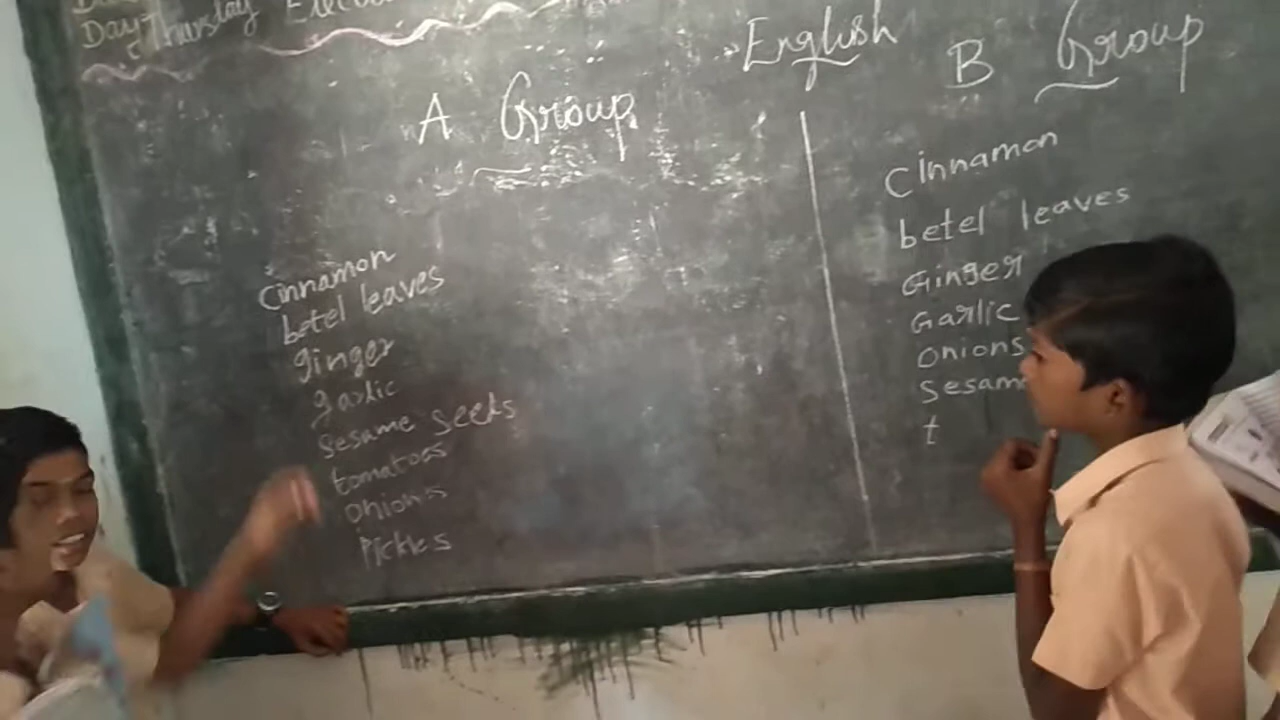 Day Thursday
English
A Group
B Group
Cinnamon
betel leaves
ginger
garlic
Sesame Seeds
tomatoes
Onions
Pickles
Cinnamon
betel leaves
Ginger
Garlic
Onions
Sesame
t